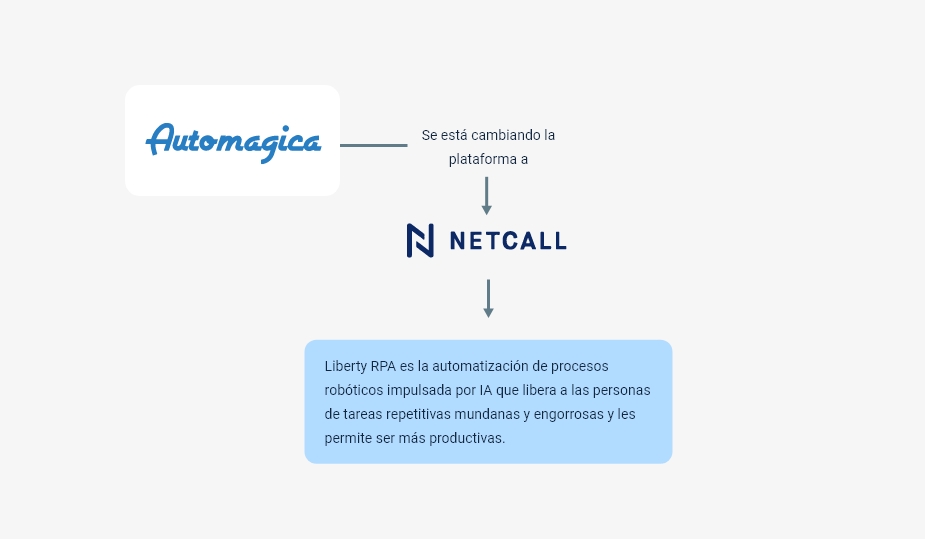 Automagica
Se está cambiando la
plataforma a
NETCALL
Liberty RPA es la automatización de procesos
robóticos impulsada por IA que libera a las personas
de tareas repetitivas mundanas y engorrosas y les
permite ser más productivas.